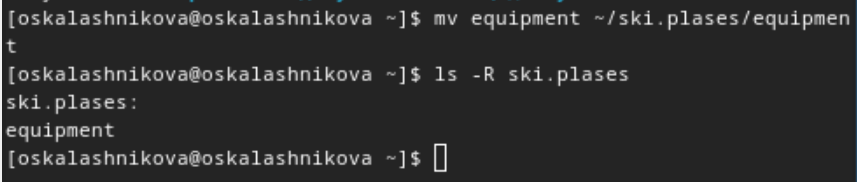 [oskalashnikova@oskalashnikova ~]$ mv equipment ~/ski.plases/equipmen
t
[oskalashnikova@oskalashnikova ~]$ ls -R ski.plases
ski.plases:
equipment
[oskalashnikova@oskalashnikova ~]$